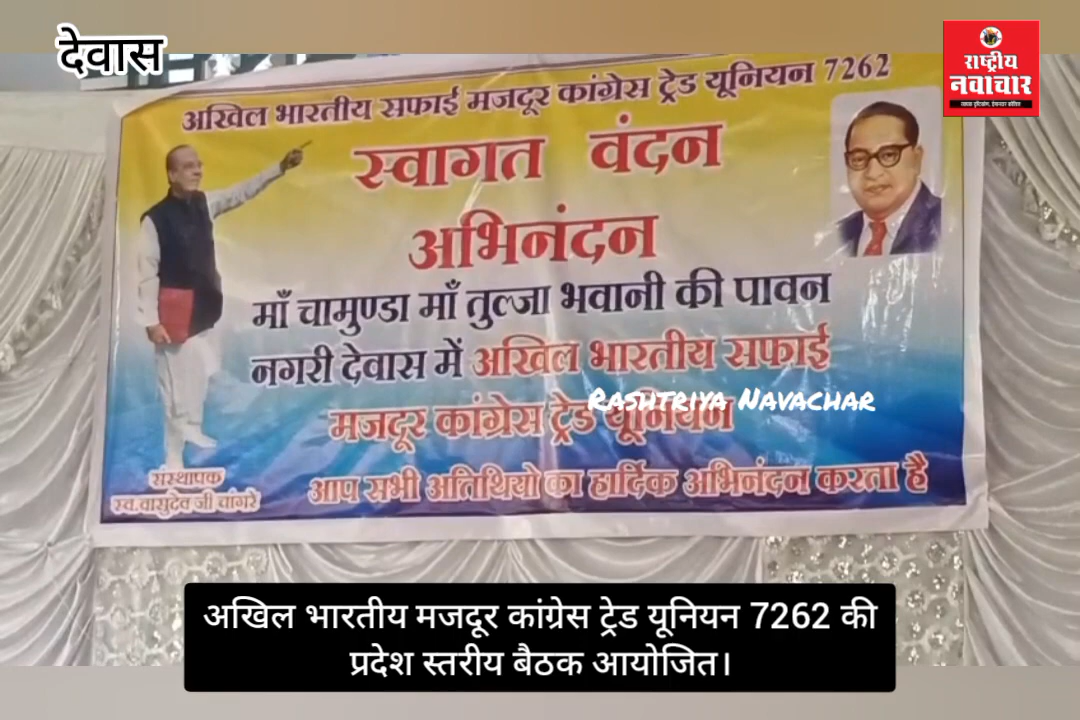 देवास
राष्ट्रीय
नवाचार
अखिल भारतीय सफाई मजदूर कांग्रेस ट्रेड यूनियन 7262
स्वागत वंदन
अभिनंदन
माँ चामुण्डा माँ तुल्जा भवानी की पावन
नगरी देवास में अखिल भारतीय सफाई
RASHTRIYA NAVACHAR
मजदूर कांग्रेस ट्रेड यूनियन
संस्थापक
स्व.वासुदेव जी चांगरे
आप सभी अतिथियो का हार्दिक अभिनंदन करता है
अखिल भारतीय मजदूर कांग्रेस ट्रेड यूनियन 7262 की
प्रदेश स्तरीय बैठक आयोजित।